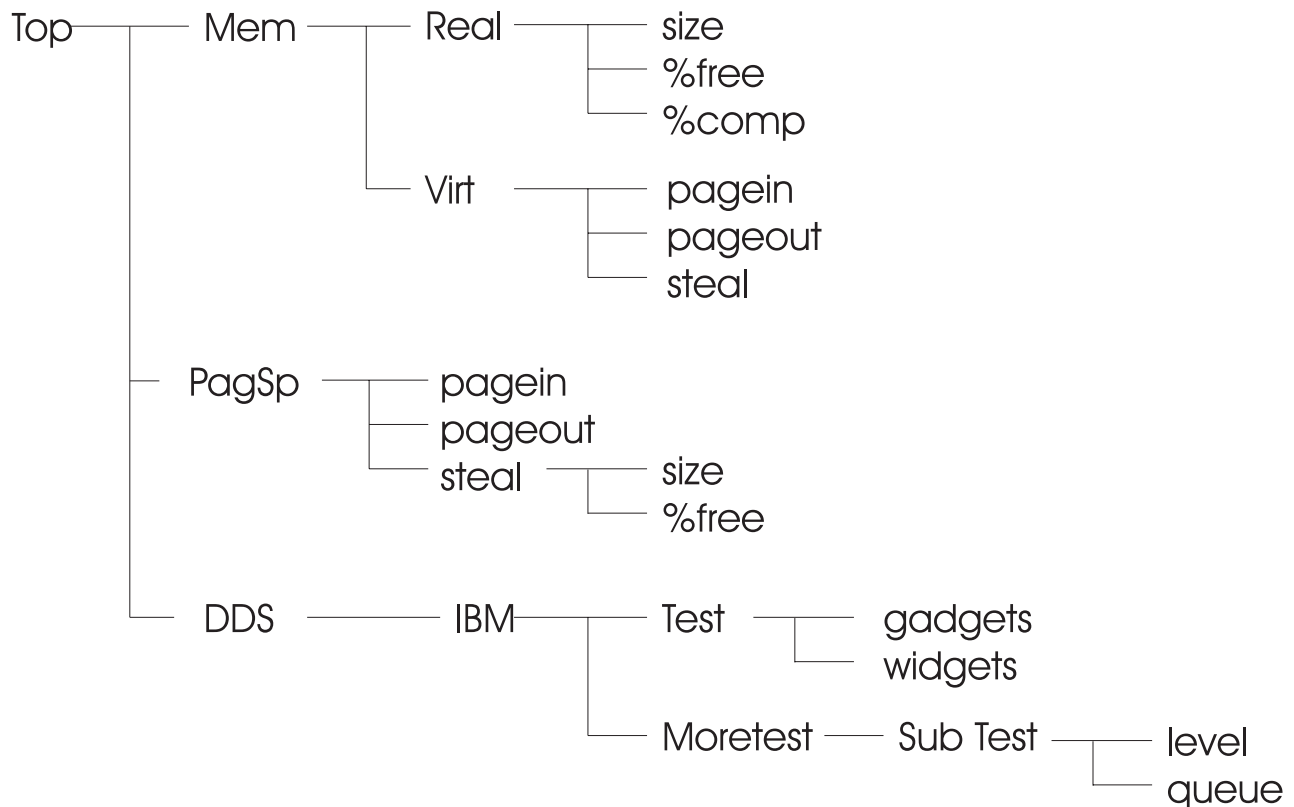 Top Mem Real size
%free
%comp
Virt pagein
pageout
steal
PagSp pagein
pageout
steal size
%free
DDS IBM Test gadgets
widgets
Moretest Sub Test level
queue